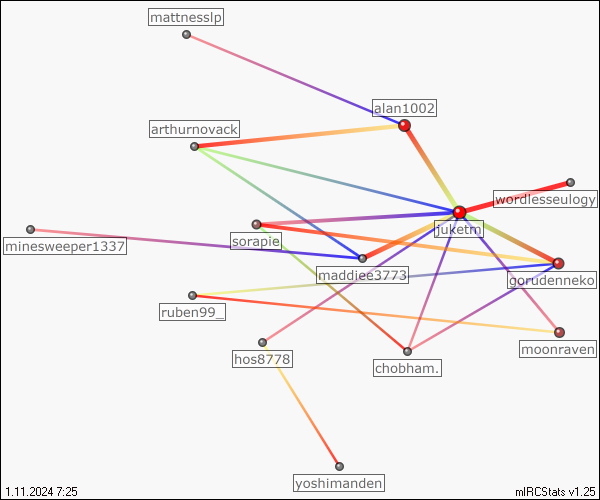 mattnesslp
alan1002
arthurnovack
wordlesseulogy
juketm
sorapie
minesweeper1337
maddiee3773
gorudenneko
ruben99_
moonraven
hos8778
chobham.
yoshimanden
1.11.2024 7:25
mIRCStats v1.25